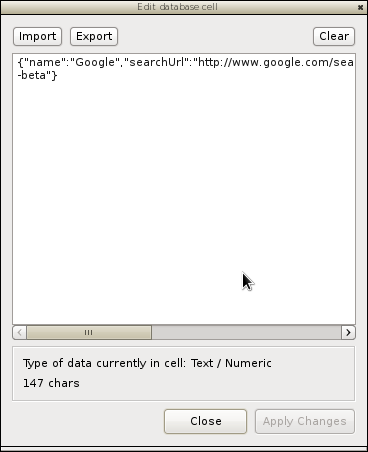 Edit database cell
Import Export Clear
{"name":"Google","searchUrl":"http://www.google.com/sea
-beta"}
Type of data currently in cell: Text / Numeric
147 chars
Close Apply Changes